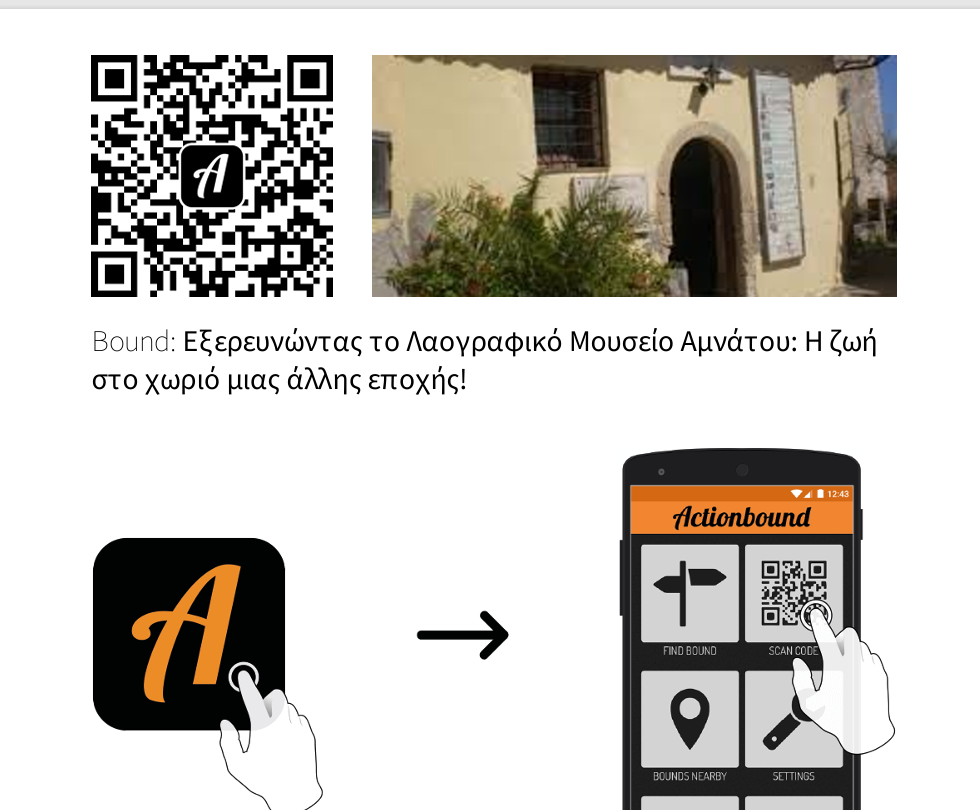 A
Bound: Εξερευνώντας το Λαογραφικό Μουσείο Αμνάτου: Η ζωή
στο χωριό μιας άλλης εποχής!
12:43
Actionbound
A
FIND BOUND
SCAN CODE
BOUNDS NEARBY
SETTINGS